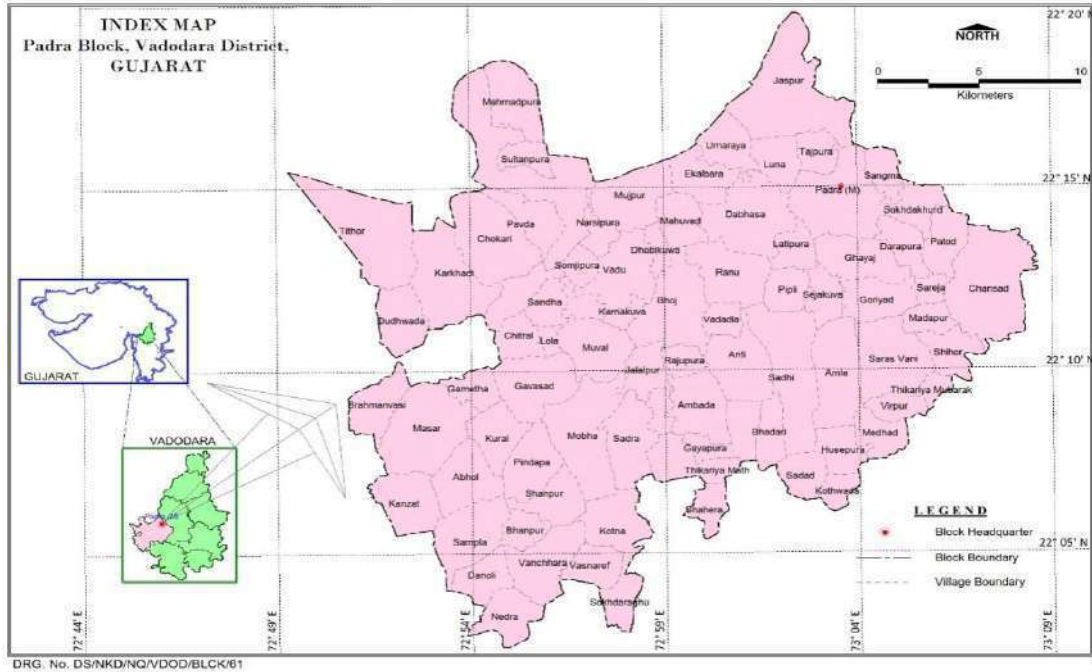 INDEX MAP
Padra Block, Vadodara District,
GUJARAT
22° 20' N
NORTH
0 5 10
Kilometers
Jaspur
Mahmadpura
Umaraya
Tajpura
Sultanpura
Luna
Ekalbara
Sangma
22° 15' N
Padra (M)
Mujpur
Sukhdakhurd
Dabhasa
Pavda
Narsipura
Mahuved
Tithor
Chokari
Latipura
Darapura
Patod
Dhobikuwa
Ghayaj
Karkhadi
Somjipura
Vadu
Ranu
Chansad
Pipli
Sejakuva
Sareja
Sandha
Bhoj
Goriyad
Karnakuva
Dudhwada
Vadadla
Madapur
Chitral
Lola
Muval
Anti
Shihor
Rajupura
Saras Vani
22° 10' N
Jalalpur
Amla
GUJARAT
Sadhi
Gametha
Gavasad
Thikariya Mubarak
Brahmanvasi
Ambada
Virpur
Masar
Kural
Mobha
Sadra
Bhadari
Medhad
VADODARA
Gayapura
Husepura
Pindapa
Thikariya Math
Abhol
Sadad
Shanpur
Kothwada
Kanzat
Bhahera
LEGEND
Bhanpur
Kotna
Block Headquarter
Sampla
22° 05' N
Vanchhara
Vasnaref
Block Boundary
Danoli
Village Boundary
Sokhdaraghu
Nedra
72° 44' E
72° 49' E
72° 54' E
72° 59' E
73° 04' E
73° 09' E
DRG. No. DS/NKD/NQ/VDOD/BLCK/61